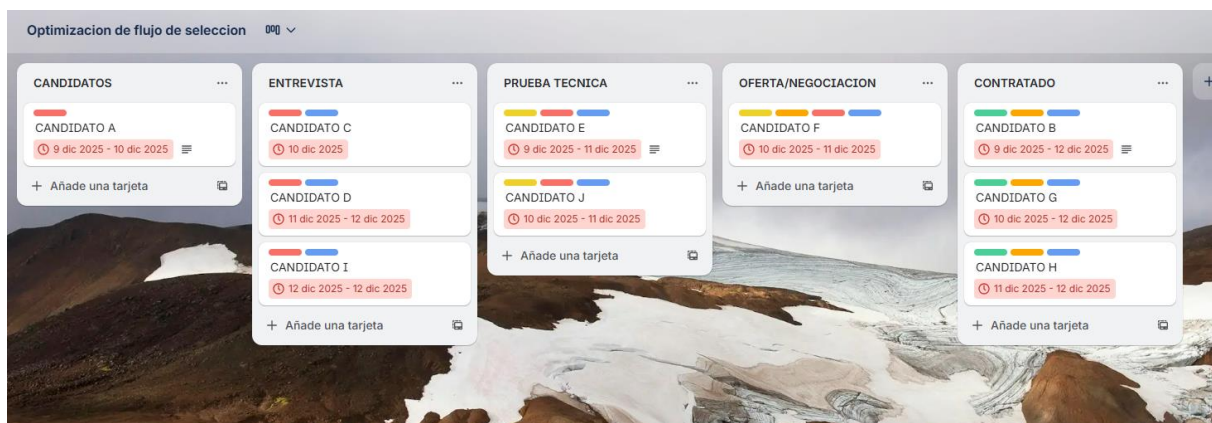 Optimizacion de flujo de seleccion
CANDIDATOS
CANDIDATO A
9 dic 2025 - 10 dic 2025
+ Añade una tarjeta
ENTREVISTA
CANDIDATO C
10 dic 2025
CANDIDATO D
11 dic 2025 - 12 dic 2025
CANDIDATO I
12 dic 2025 - 12 dic 2025
+ Añade una tarjeta
PRUEBA TECNICA
CANDIDATO E
9 dic 2025 - 11 dic 2025
CANDIDATO J
10 dic 2025 - 11 dic 2025
+ Añade una tarjeta
OFERTA/NEGOCIACION
CANDIDATO F
10 dic 2025 - 11 dic 2025
+ Añade una tarjeta
CONTRATADO
CANDIDATO B
9 dic 2025 - 12 dic 2025
CANDIDATO G
10 dic 2025 - 12 dic 2025
CANDIDATO H
11 dic 2025 - 12 dic 2025
+ Añade una tarjeta